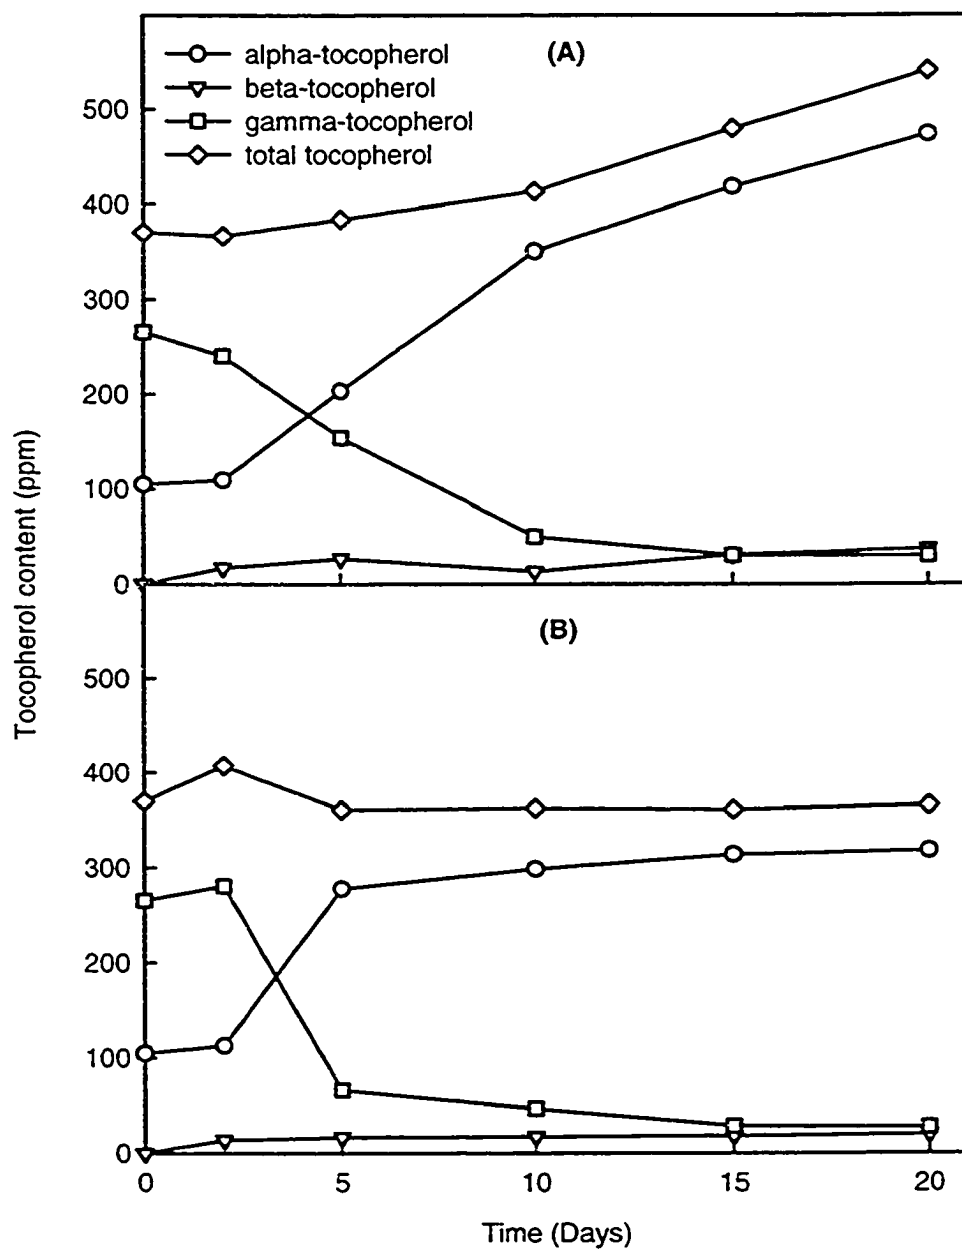 (A)
alpha-tocopherol
beta-tocopherol
gamma-tocopherol
total tocopherol
500
400
300
200
100
0
(B)
500
400
300
200
100
0
0 5 10 15 20
Time (Days)
Tocopherol content (ppm)